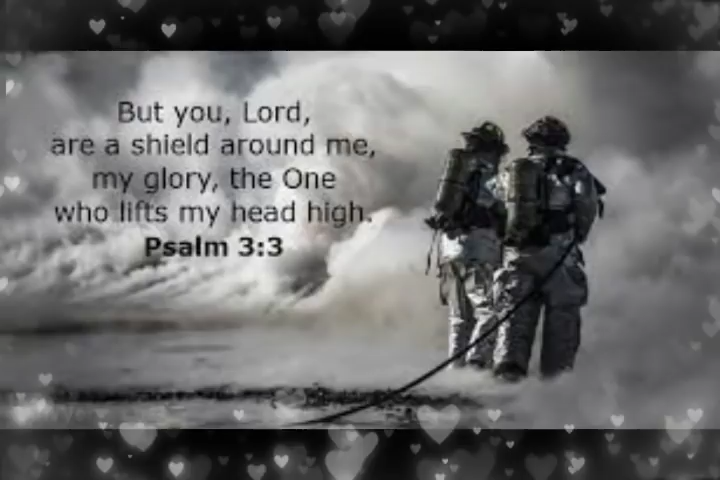 But you, Lord,
are a shield around me,
my glory, the One
who lifts my head high.
Psalm 3:3